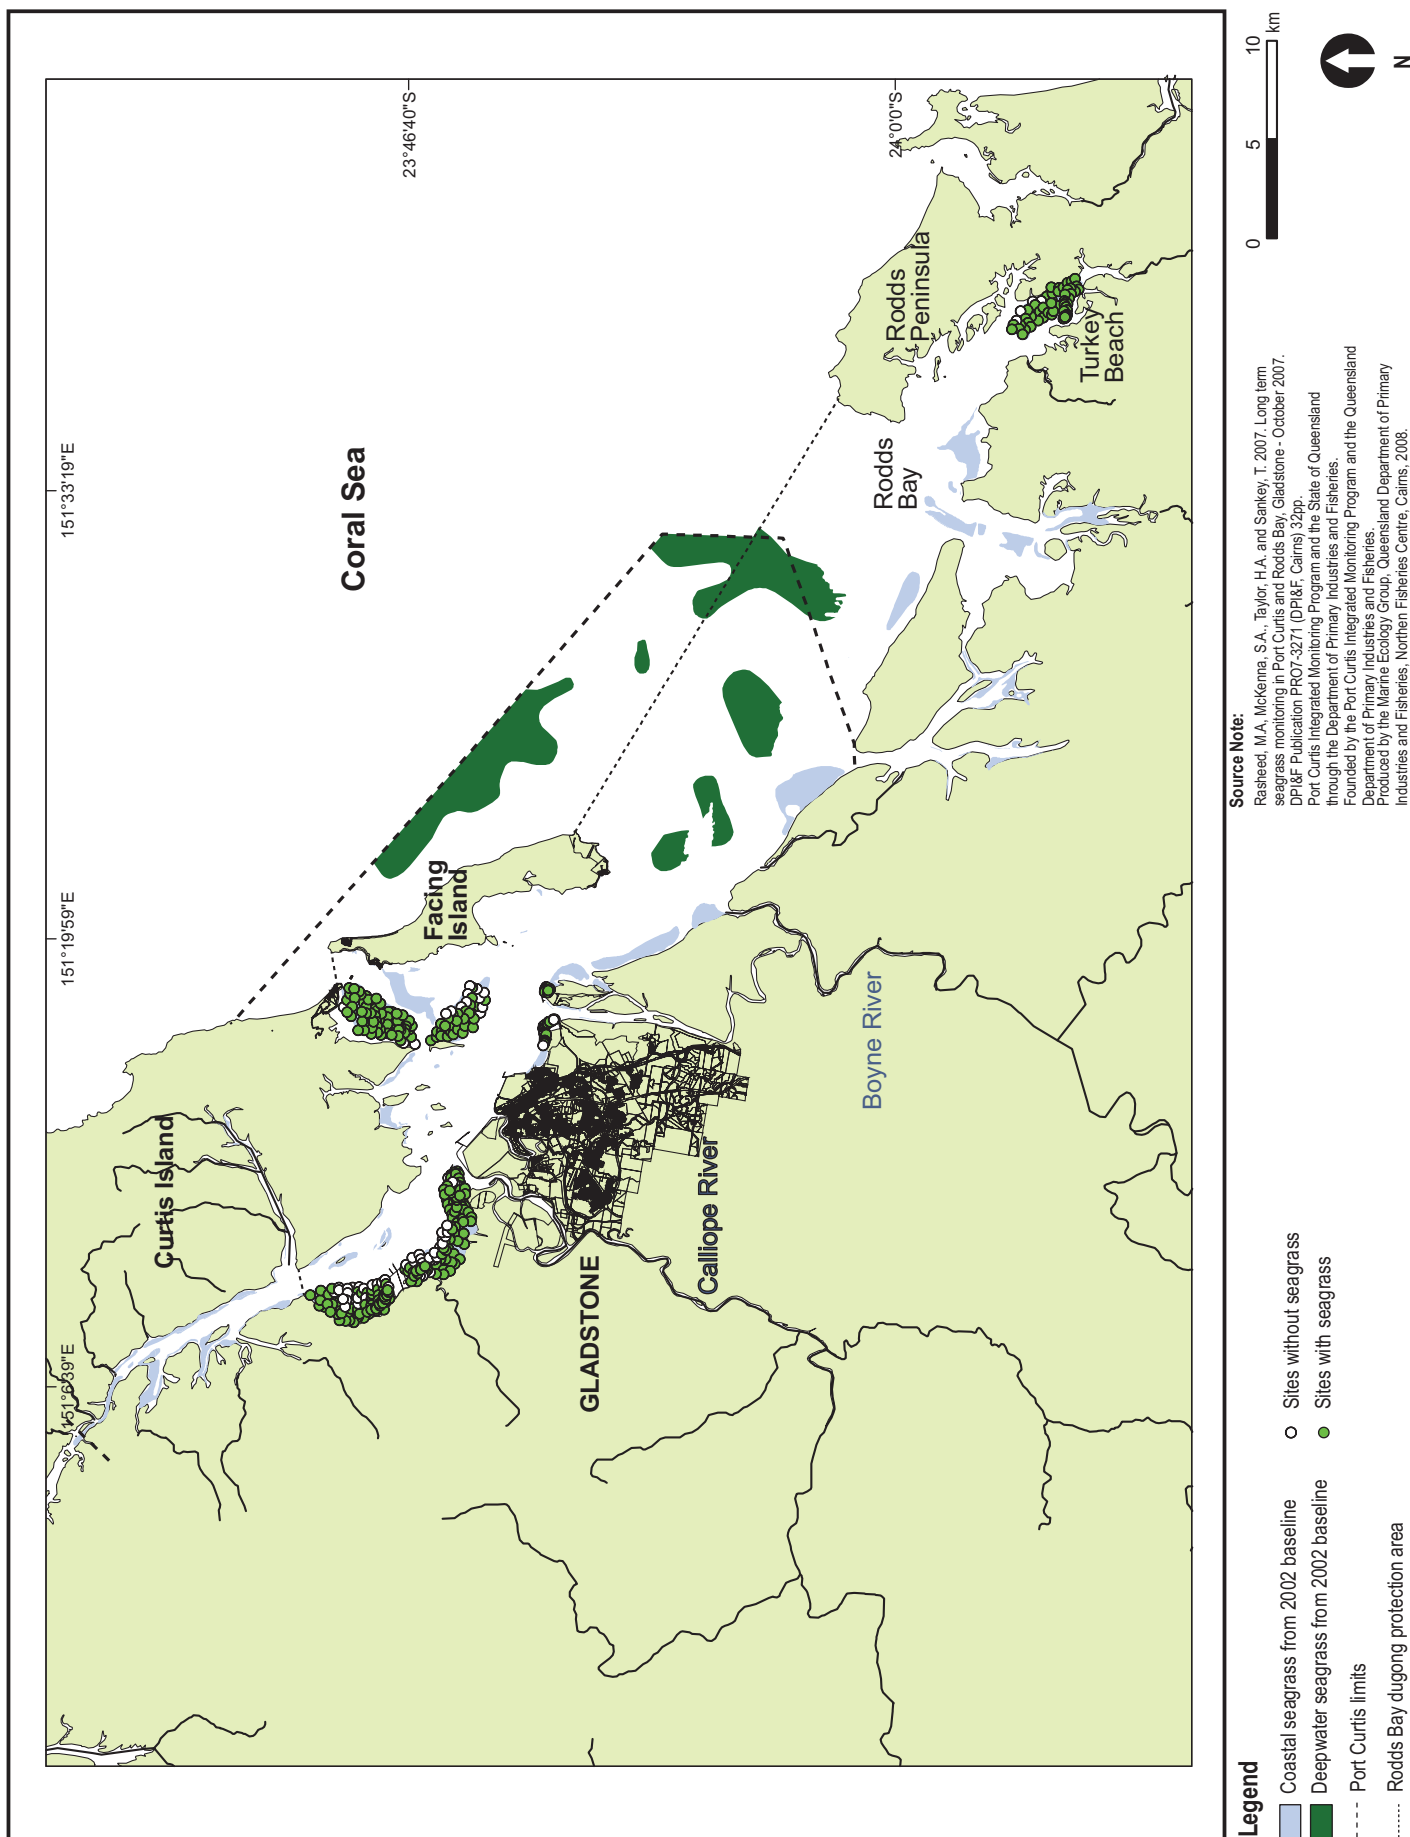 151°6'39"E
151°19'59"E
151°33'19"E
23°46'40"S
24°0'0"S
Coral Sea
Curtis Island
Facing
Island
GLADSTONE
Calliope River
Boyne River
Rodds
Bay
Rodds
Peninsula
Turkey
Beach
Legend
Coastal seagrass from 2002 baseline
Deepwater seagrass from 2002 baseline
Port Curtis limits
Rodds Bay dugong protection area
Sites without seagrass
Sites with seagrass
Source Note:
Rasheed, M.A, McKenna, S.A., Taylor, H.A. and Sankey, T. 2007. Long term
seagrass monitoring in Port Curtis and Rodds Bay, Gladstone - October 2007.
DPI&F Publication PRO7-3271 (DPI&F, Cairns) 32pp.
Port Curtis Integrated Monitoring Program and the State of Queensland
through the Department of Primary Industries and Fisheries.
Founded by the Port Curtis Integrated Monitoring Program and the Queensland
Department of Primary Industries and Fisheries.
Produced by the Marine Ecology Group, Queensland Department of Primary
Industries and Fisheries, Northen Fisheries Centre, Cairns, 2008.
0 5 10
km
N